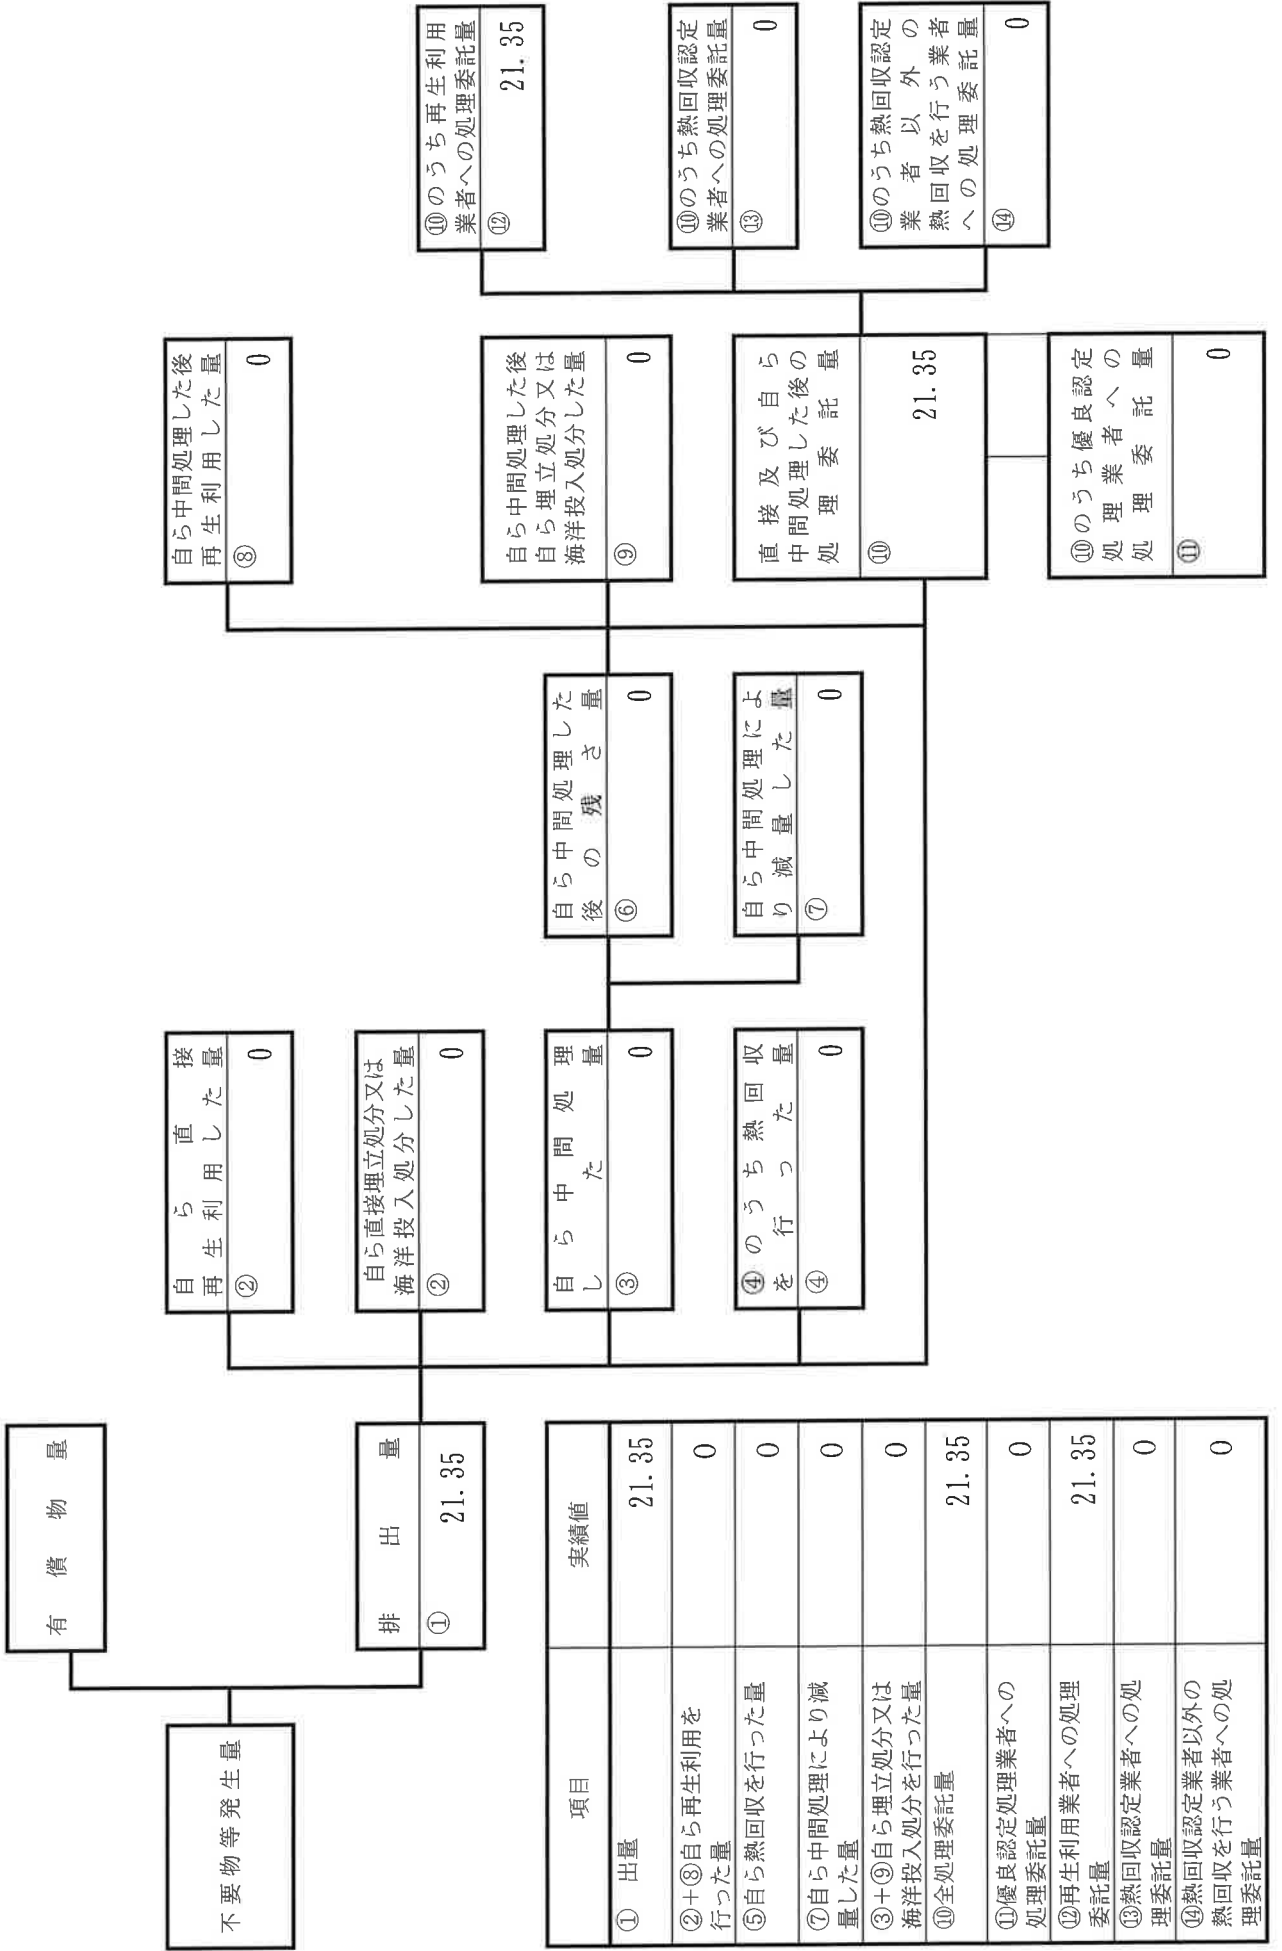 不要物等発生量
有償物量
排出量
① 21.35
自ら直接
再生利用した量
② 0
自ら直接埋立処分又は
海洋投入処分した量
② 0
自ら中間処理
した量
③ 0
④のうち熱回収
を行った量
④ 0
自ら中間処理した
後の残さ量
⑥ 0
自ら中間処理によ
り減量した量
⑦ 0
自ら中間処理した後
再生利用した量
⑧ 0
自ら中間処理した後
自ら埋立処分又は
海洋投入処分した量
⑨ 0
直接及び自ら
中間処理した後の
処理委託量
⑩ 21.35
⑩のうち優良認定
処理業者への
処理委託量
⑪ 0
⑩のうち再生利用
業者への処理委託量
⑫ 21.35
⑩のうち熱回収認定
業者への処理委託量
⑬ 0
⑩のうち熱回収認定
業者以外の
熱回収を行う業者
への処理委託量
⑭ 0
項目 実績値
① 出量 21.35
②+⑧自ら再生利用を
行った量 0
⑤自ら熱回収を行った量 0
⑦自ら中間処理により減
量した量 0
③+⑨自ら埋立処分又は
海洋投入処分を行った量 0
⑩全処理委託量 21.35
⑪優良認定処理業者への
処理委託量 0
⑫再生利用業者への処理
委託量 21.35
⑬熱回収認定業者への処
理委託量 0
⑭熱回収認定業者以外の
熱回収を行う業者への処
理委託量 0